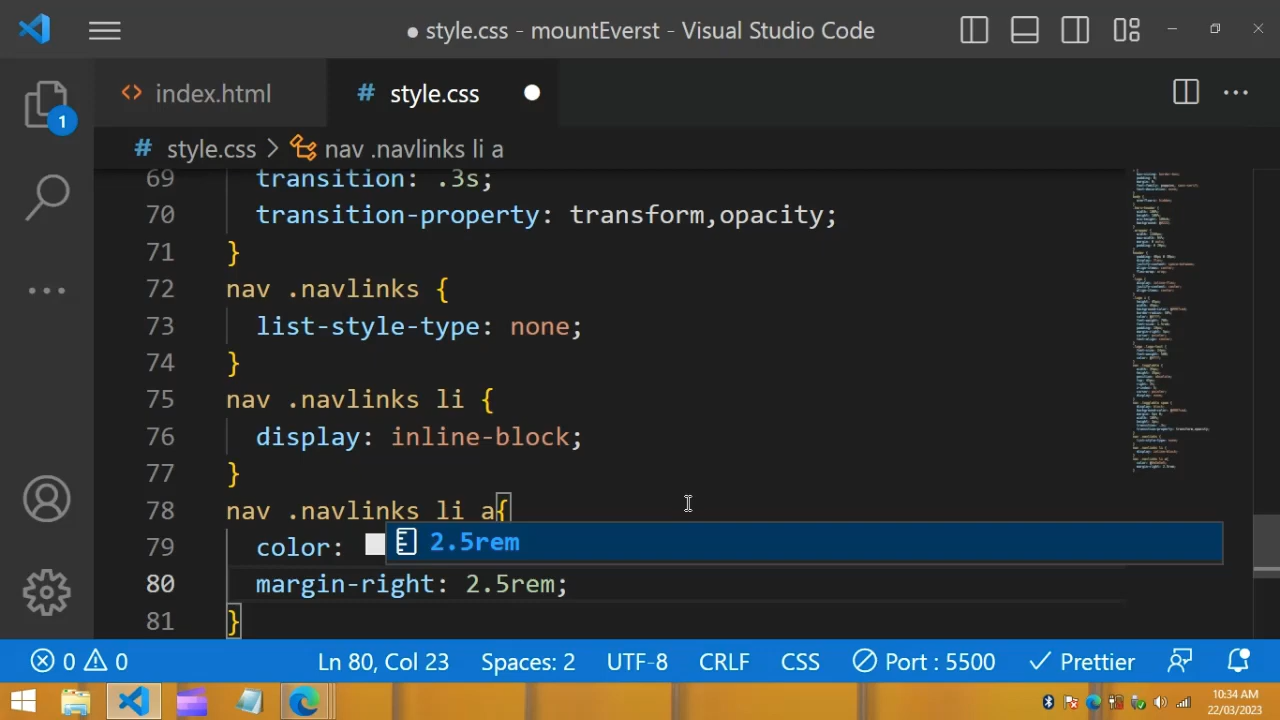 style.css - mountEverst - Visual Studio Code
index.html
# style.css
1
# style.css > nav .navlinks li a
69 transition: .3s;
70 transition-property: transform,opacity;
71 }
72 nav .navlinks {
73 list-style-type: none;
74 }
75 nav .navlinks li {
76 display: inline-block;
77 }
78 nav .navlinks li a{
79 color:
2.5rem
80 margin-right: 2.5rem;
81 }
0 0 Ln 80, Col 23 Spaces: 2 UTF-8 CRLF CSS Port : 5500 Prettier
10:34 AM
22/03/2023